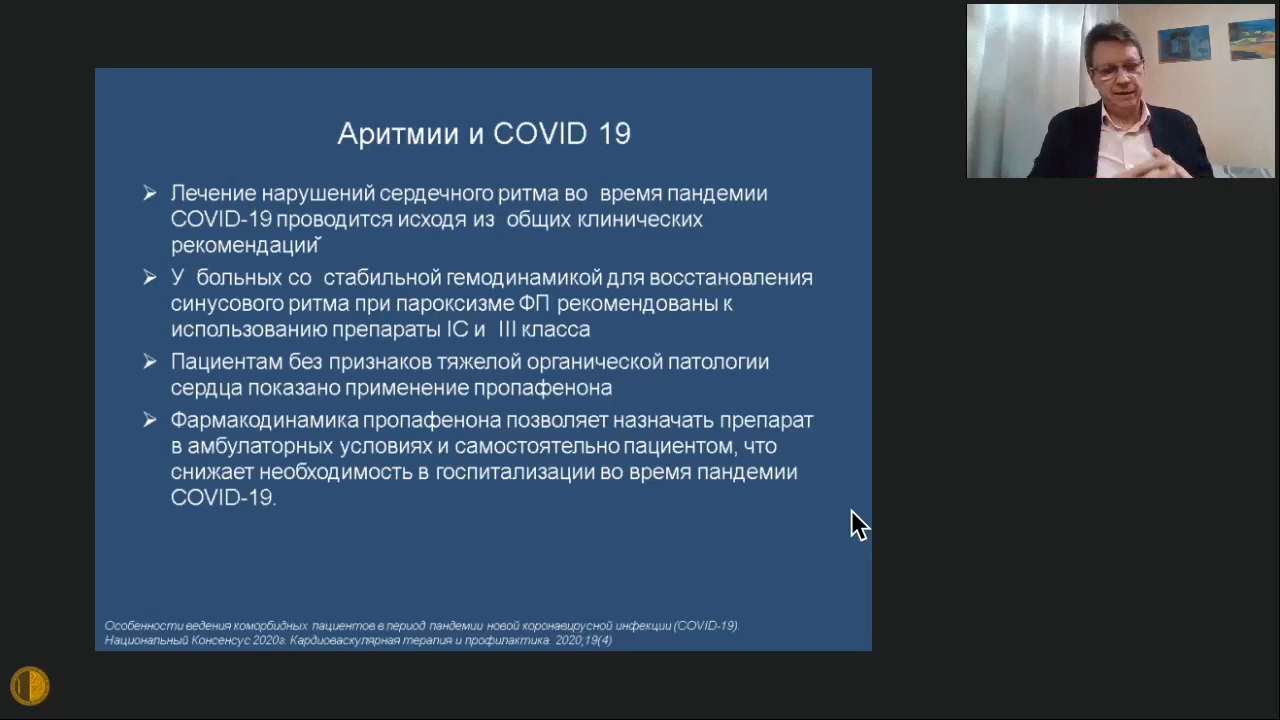 Аритмии и COVID 19
Лечение нарушений сердечного ритма во время пандемии
COVID-19 проводится исходя из общих клинических
рекомендаций
У больных со стабильной гемодинамикой для восстановления
синусового ритма при пароксизме ФП рекомендованы к
использованию препараты IC и III класса
Пациентам без признаков тяжелой органической патологии
сердца показано применение пропафенона
Фармакодинамика пропафенона позволяет назначать препарат
в амбулаторных условиях и самостоятельно пациентом, что
снижает необходимость в госпитализации во время пандемии
COVID-19.
Особенности ведения коморбидных пациентов в период пандемии новой коронавирусной инфекции (COVID-19).
Национальный Консенсус 2020г. Кардиоваскулярная терапия и профилактика. 2020;19(4)